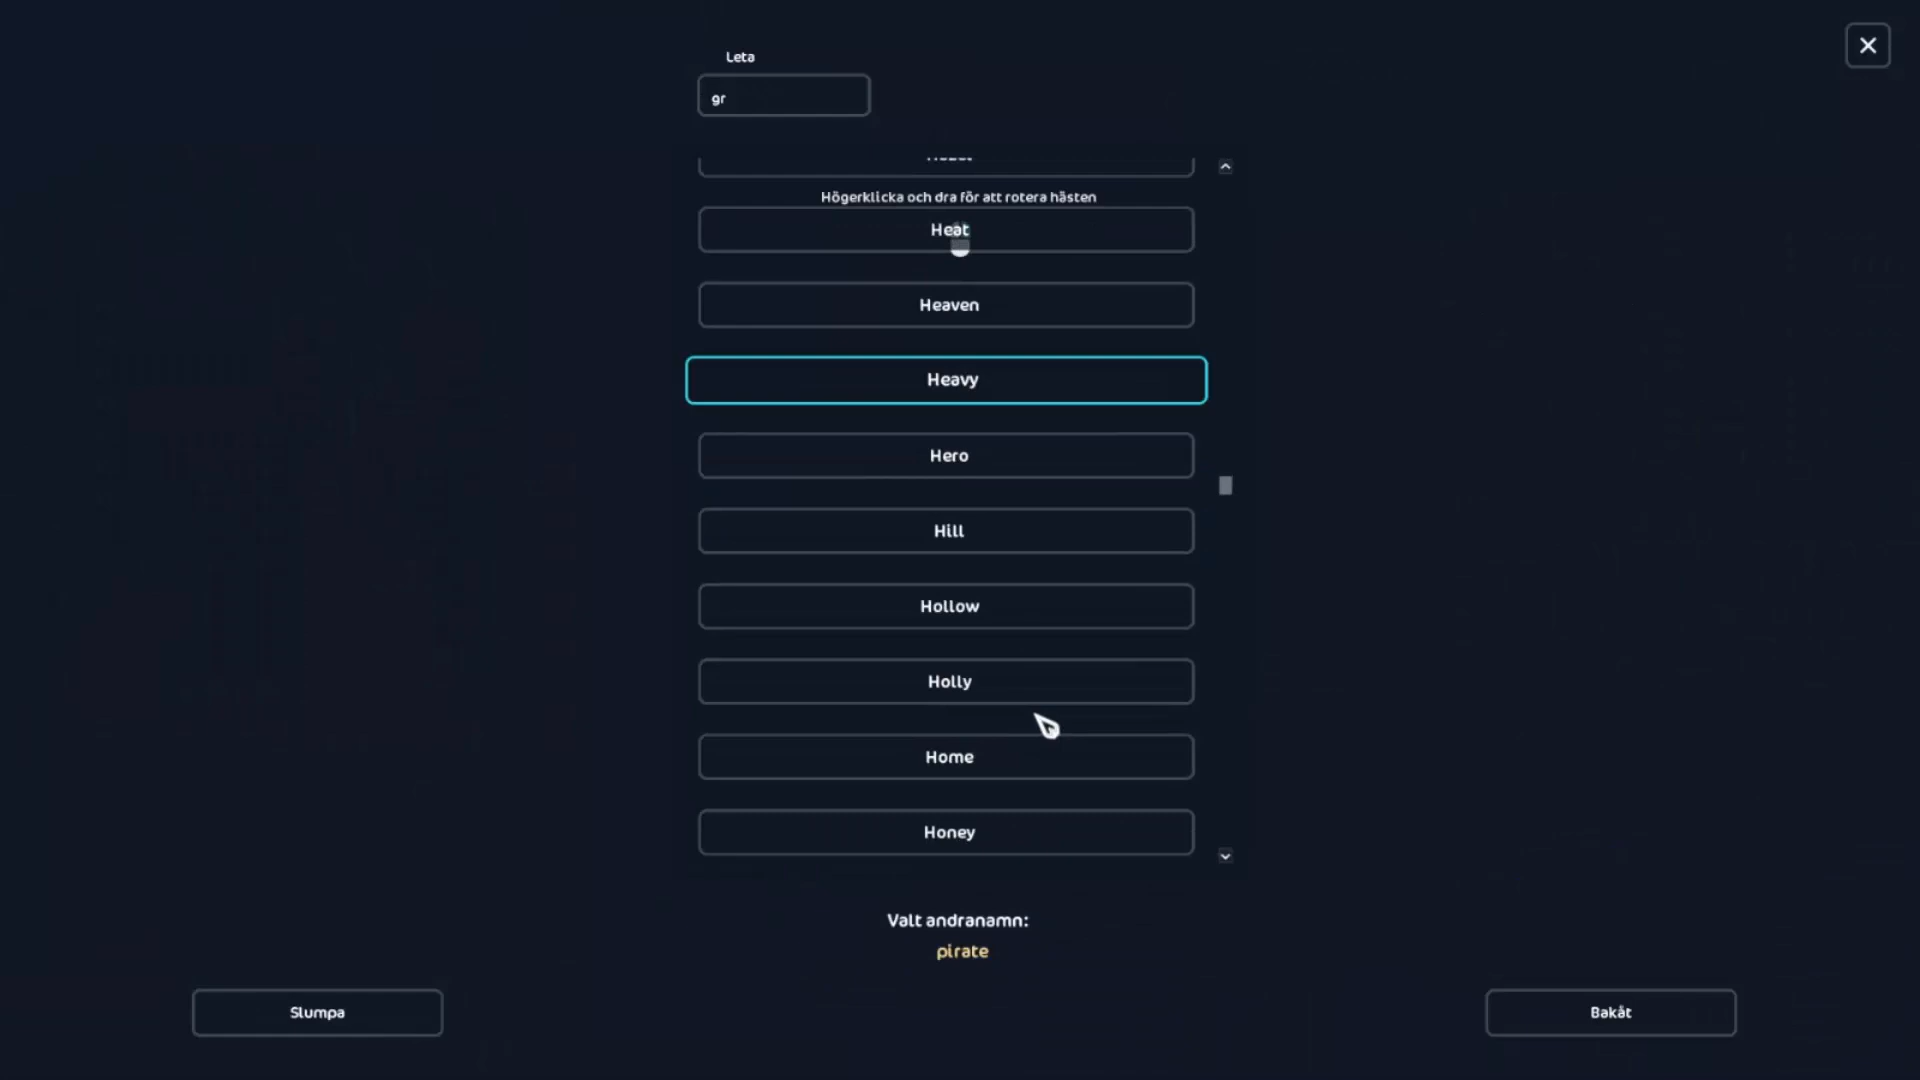 Leta
gr
Högerklicka och dra för att rotera hästen
Heat
Heaven
Heavy
Hero
Hill
Hollow
Holly
Home
Honey
Valt andranamn:
pirate
Slumpa
Bakåt